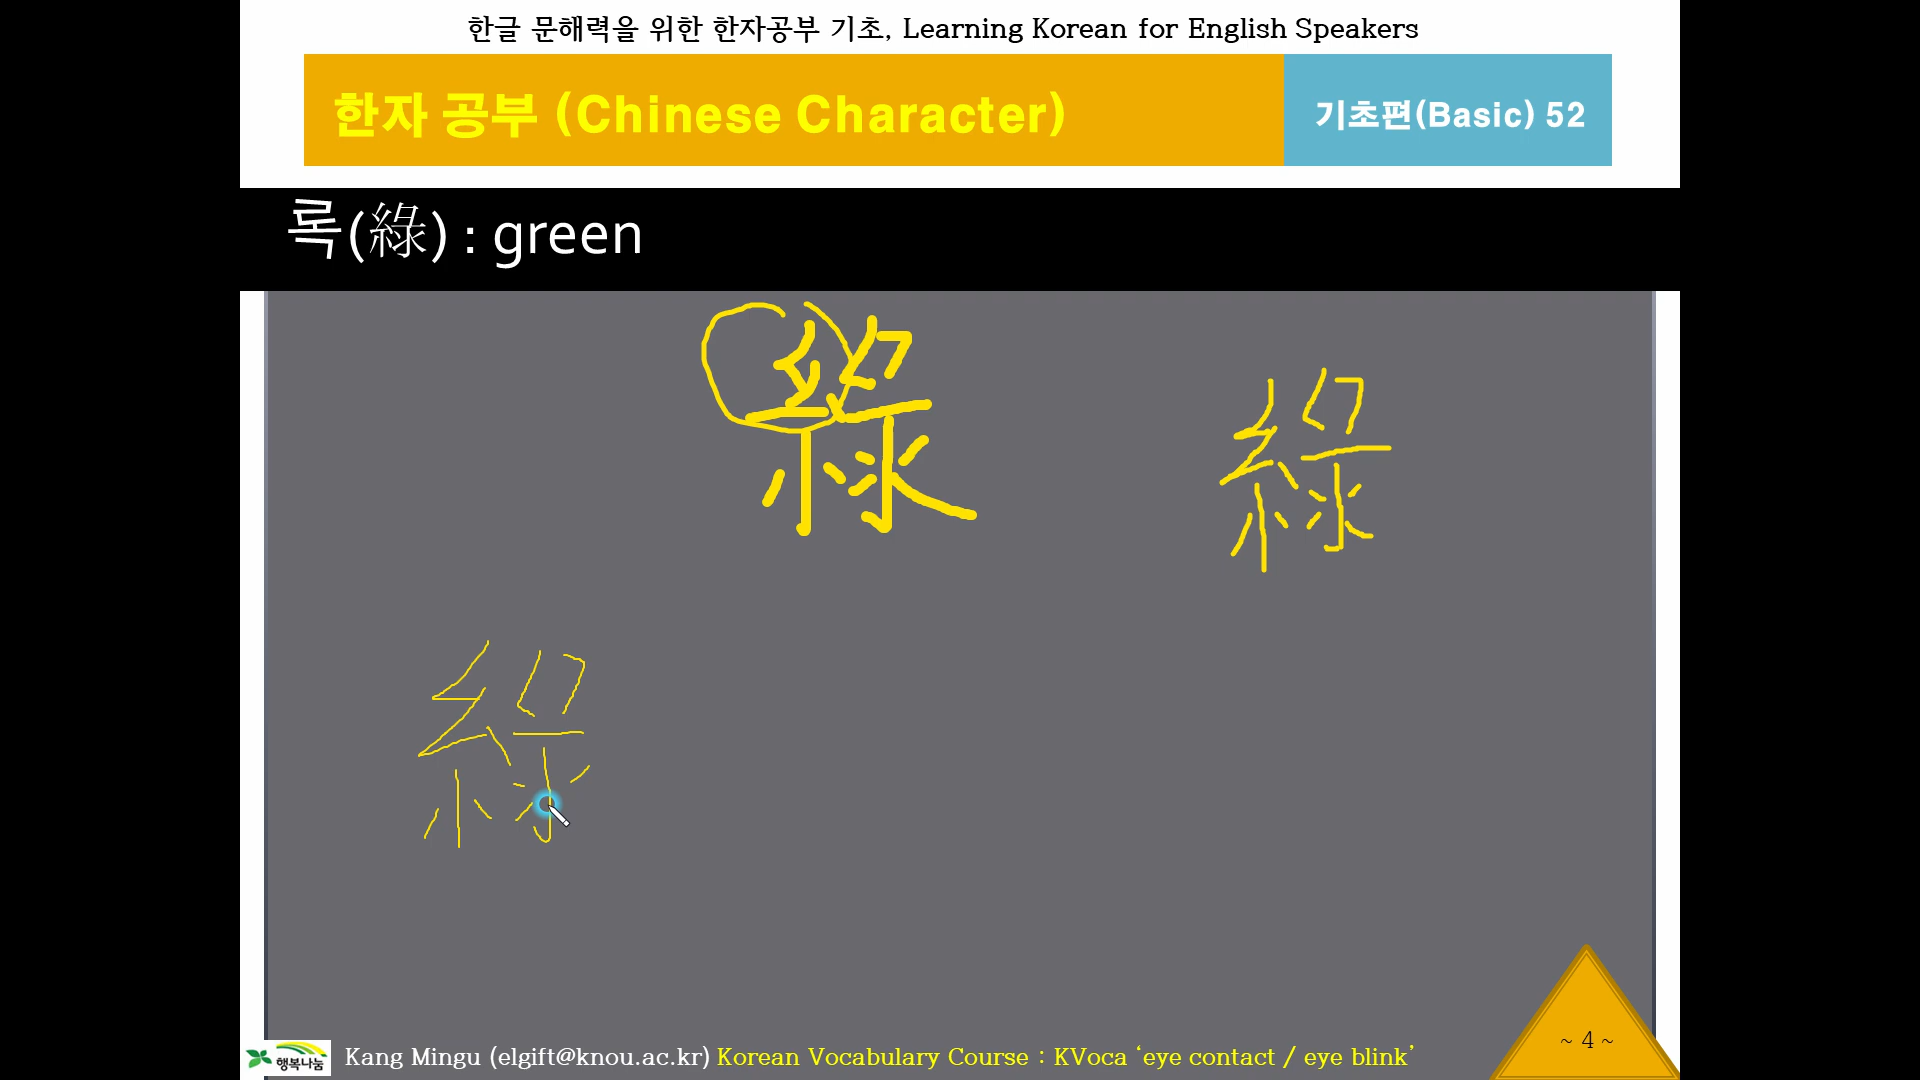 한글 문해력을 위한 한자공부 기초, Learning Korean for English Speakers
한자 공부 (Chinese Character)
기초편(Basic) 52
록(綠) : green
綠
綠
綠
~ 4 ~
행복나눔
Kang Mingu (elgift@knou.ac.kr) Korean Vocabulary Course : KVoca ‘eye contact / eye blink’